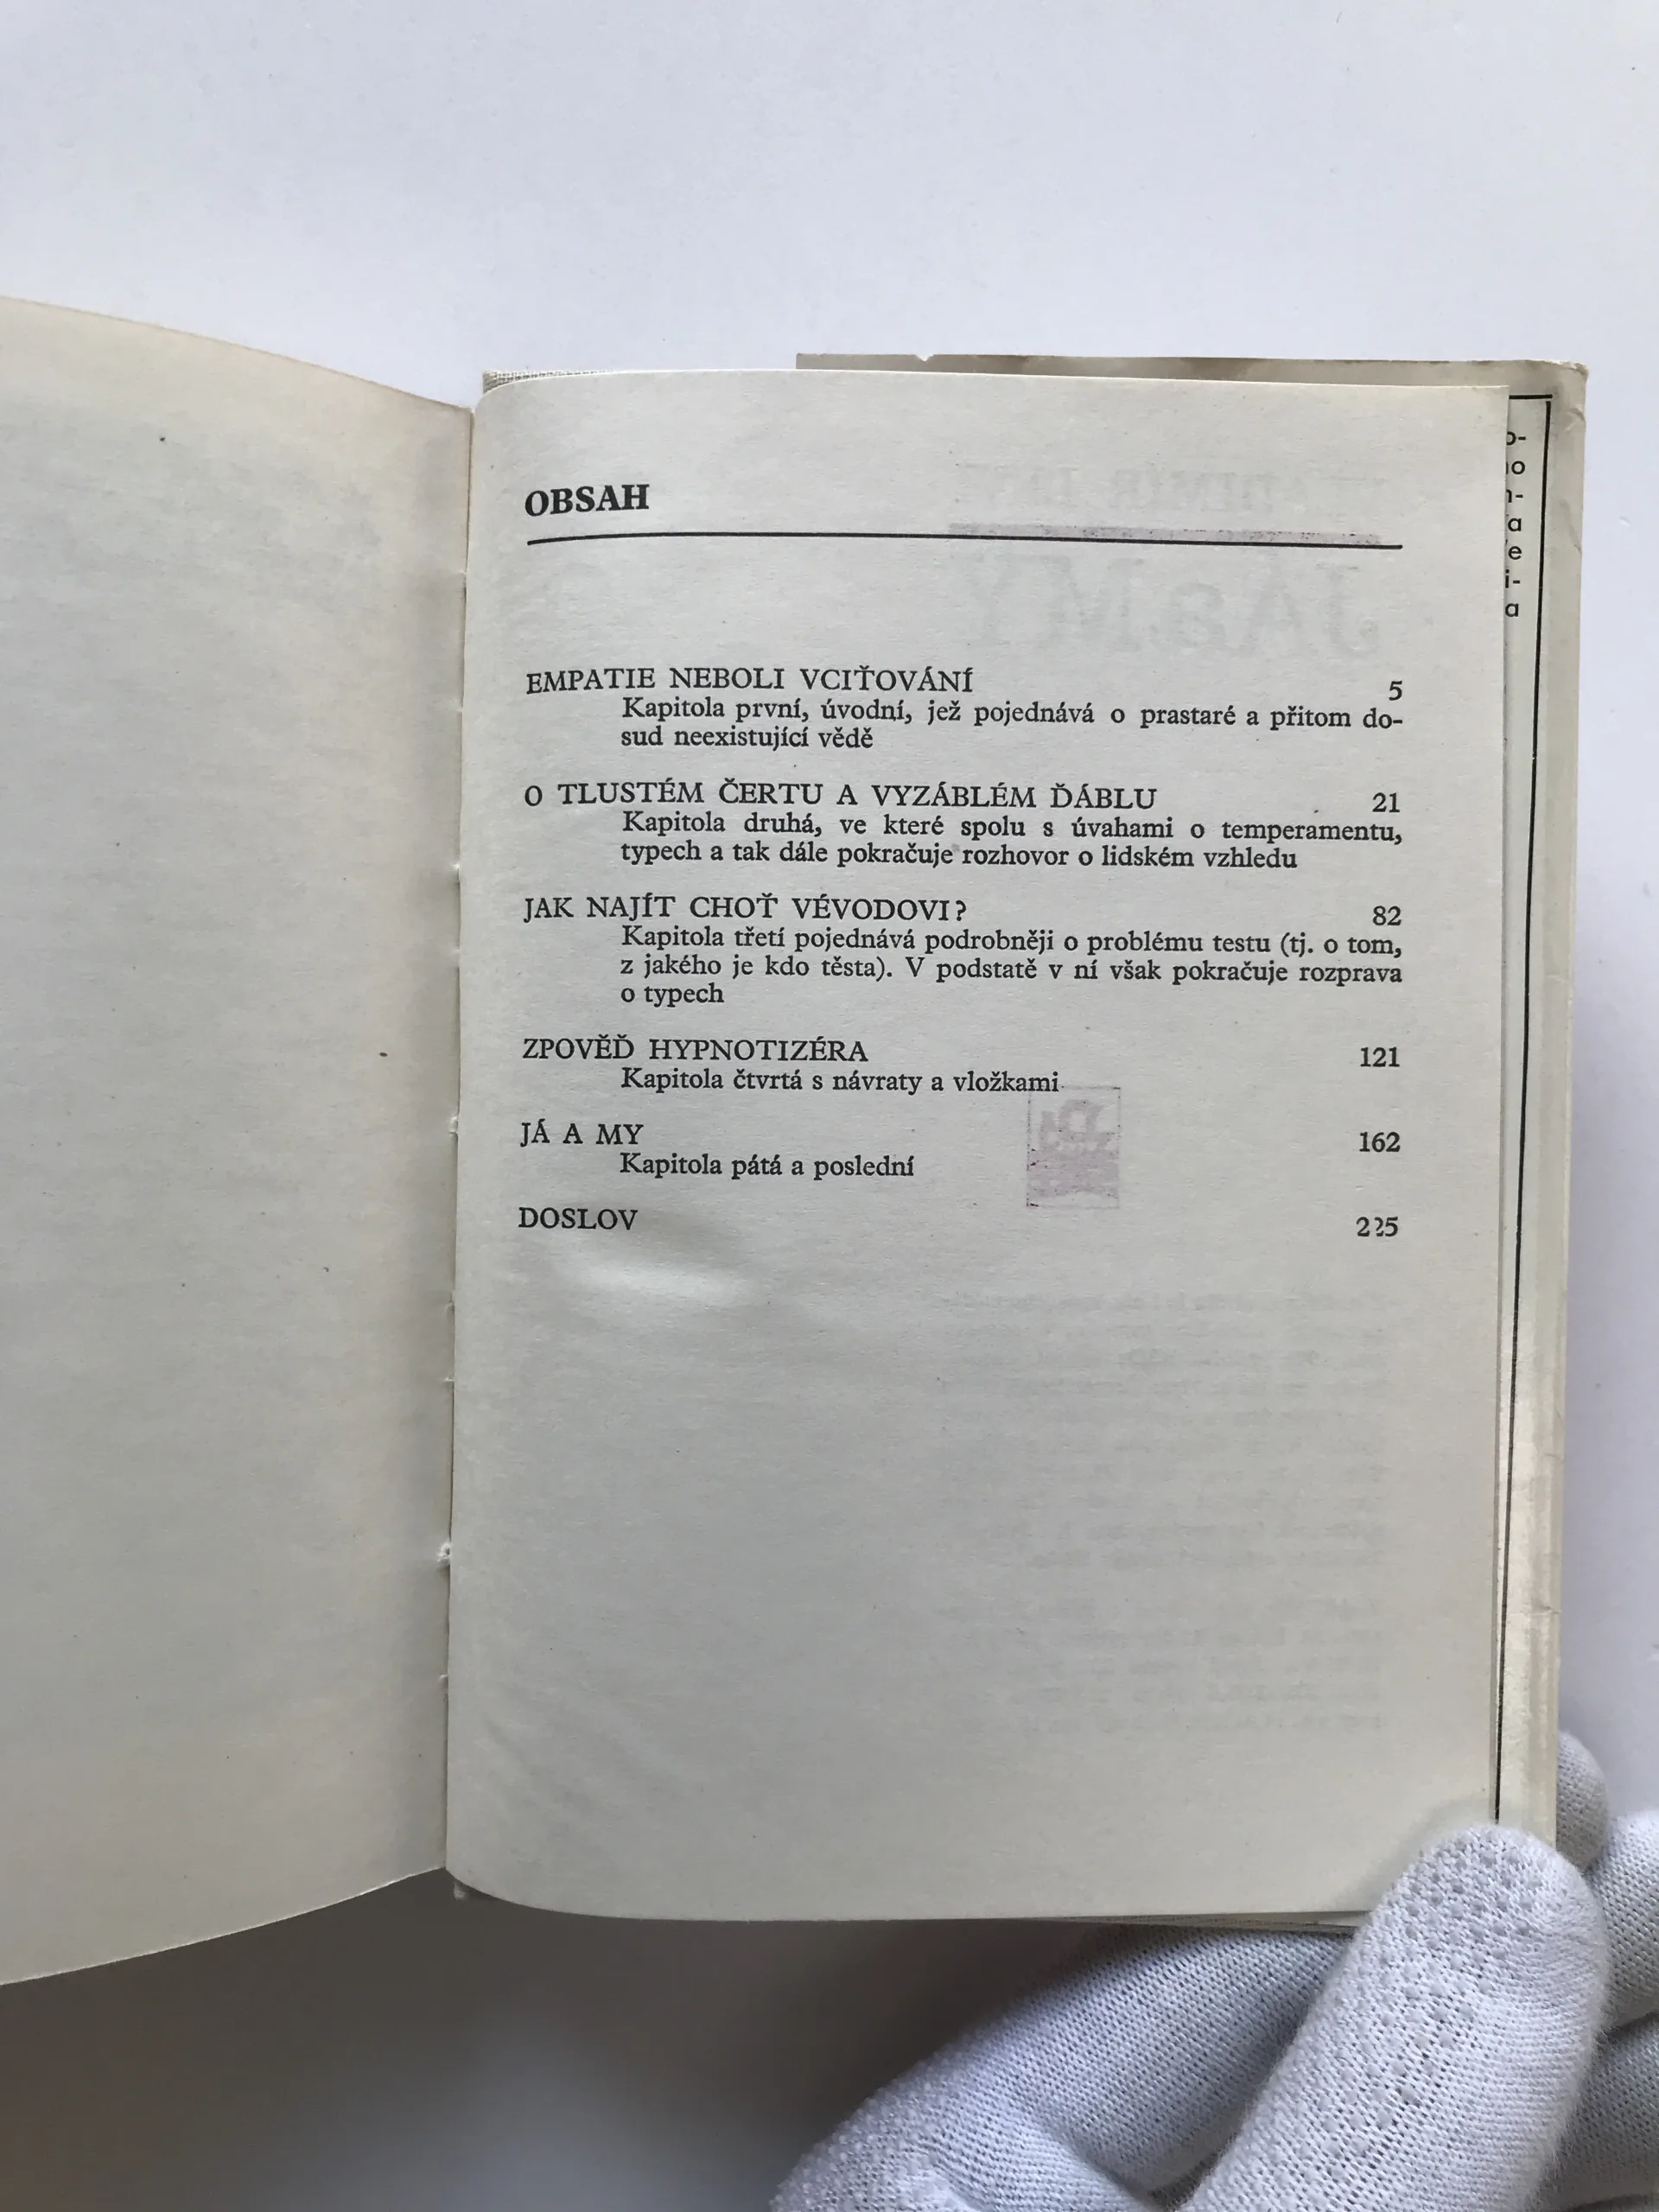 OBSAH
EMPATIE NEBOLI VCIŤOVÁNÍ 5
Kapitola první, úvodní, jež pojednává o prastaré a přitom do-
sud neexistující vědě
O TLUSTÉM ČERTU A VYZÁBLÉM ĎÁBLU 21
Kapitola druhá, ve které spolu s úvahami o temperamentu,
typech a tak dále pokračuje rozhovor o lidském vzhledu
JAK NAJÍT CHOŤ VÉVODOVI? 82
Kapitola třetí pojednává podrobněji o problému testu (tj. o tom,
z jakého je kdo těsta). V podstatě v ní však pokračuje rozprava
o typech
ZPOVĚĎ HYPNOTIZÉRA 121
Kapitola čtvrtá s návraty a vložkami
JÁ A MY 162
Kapitola pátá a poslední
DOSLOV 225